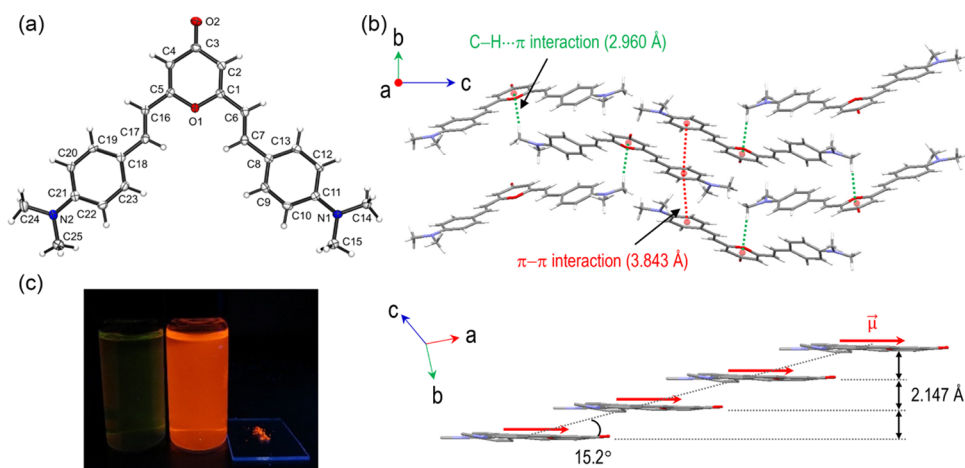 (a)
O2
C3
C4
C2
C5
C1
O1
C16
C6
C17
C7
C19
C13
C20
C18
C8
C12
C21
C23
C9
C11
C22
C10
N1
C24
N2
C14
C25
C15
(b)
C–H···π interaction (2.960 Å)
b
a
c
π–π interaction (3.843 Å)
(c)
c
a
b
μ⃗
2.147 Å
15.2°